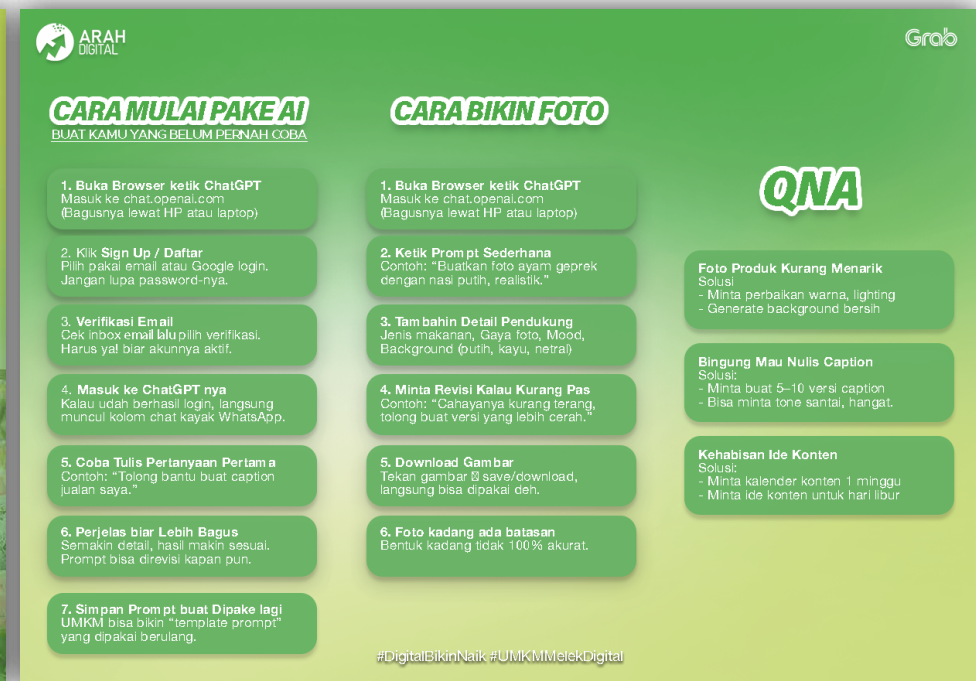 ARAH
DIGITAL
Grab
CARA MULAI PAKE AI
BUAT KAMU YANG BELUM PERNAH COBA
1. Buka Browser ketik ChatGPT
Masuk ke chat.openai.com
(Bagusnya lewat HP atau laptop)
2. Klik Sign Up / Daftar
Pilih pakai email atau Google login.
Jangan lupa password-nya.
3. Verifikasi Email
Cek inbox email lalu pilih verifikasi.
Harus ya! biar akunnya aktif.
4. Masuk ke ChatGPT nya
Kalau udah berhasil login, langsung
muncul kolom chat kayak WhatsApp.
5. Coba Tulis Pertanyaan Pertama
Contoh: “Tolong bantu buat caption
jualan saya.”
6. Perjelas biar Lebih Bagus
Semakin detail, hasil makin sesuai.
Prompt bisa direvisi kapan pun.
7. Simpan Prompt buat Dipake lagi
UMKM bisa bikin “template prompt”
yang dipakai berulang.
CARA BIKIN FOTO
1. Buka Browser ketik ChatGPT
Masuk ke chat.openai.com
(Bagusnya lewat HP atau laptop)
2. Ketik Prompt Sederhana
Contoh: “Buatkan foto ayam geprek
dengan nasi putih, realistik.”
3. Tambahin Detail Pendukung
Jenis makanan, Gaya foto, Mood,
Background (putih, kayu, netral)
4. Minta Revisi Kalau Kurang Pas
Contoh: “Cahayanya kurang terang,
tolong buat versi yang lebih cerah.”
5. Download Gambar
Tekan gambar save/download,
langsung bisa dipakai deh.
6. Foto kadang ada batasan
Bentuk kadang tidak 100% akurat.
QNA
Foto Produk Kurang Menarik
Solusi
- Minta perbaikan warna, lighting
- Generate background bersih
Bingung Mau Nulis Caption
Solusi:
- Minta buat 5–10 versi caption
- Bisa minta tone santai, hangat.
Kehabisan Ide Konten
Solusi:
- Minta kalender konten 1 minggu
- Minta ide konten untuk hari libur
#DigitalBikinNaik #UMKMMelekDigital